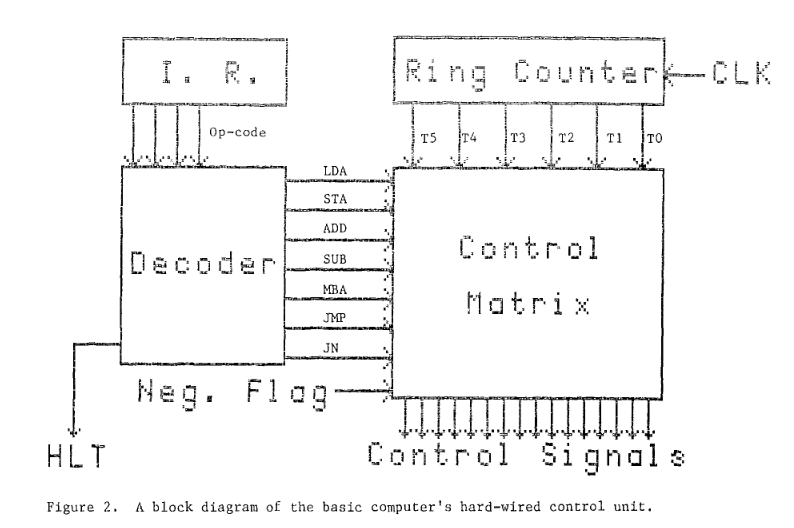 I. R.
Ring Counter
CLK
Op-code
T5 T4 T3 T2 T1 T0
LDA
STA
ADD
SUB
MBA
JMP
JN
Decoder
Control
Matrix
Neg. Flag
HLT
Control Signals
Figure 2. A block diagram of the basic computer's hard-wired control unit.